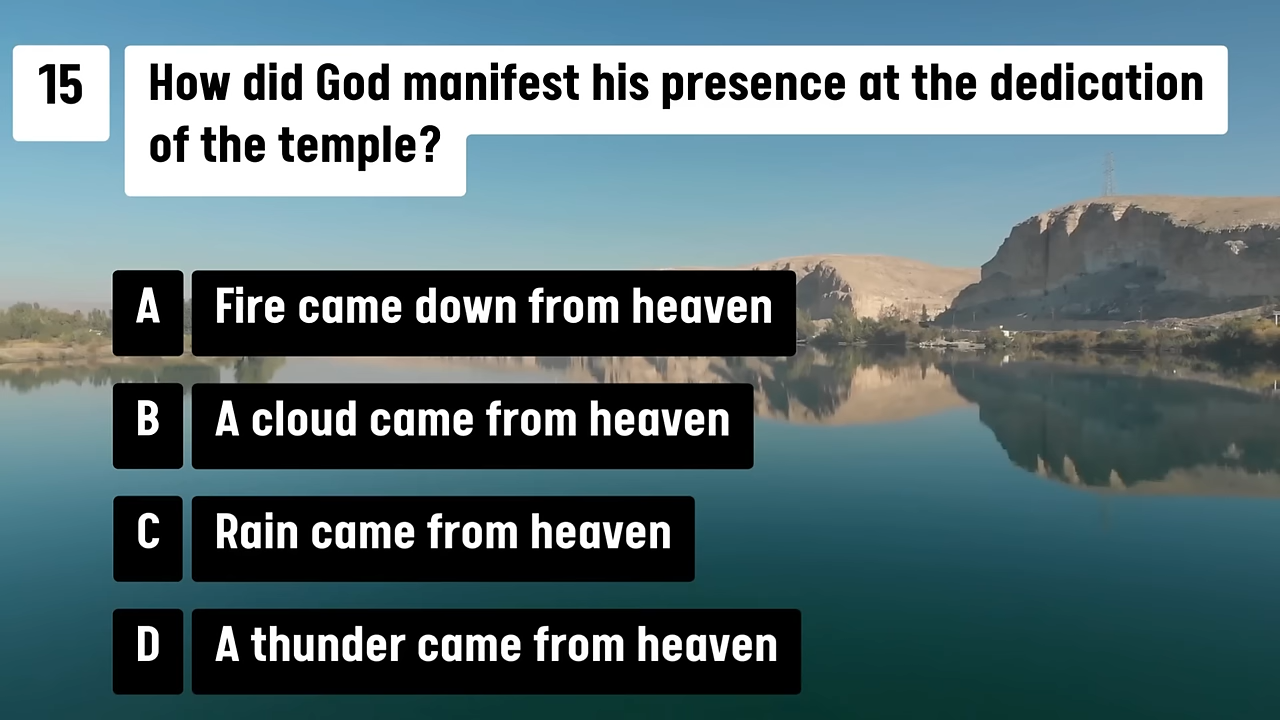 15
How did God manifest his presence at the dedication
of the temple?
A Fire came down from heaven
B A cloud came from heaven
C Rain came from heaven
D A thunder came from heaven